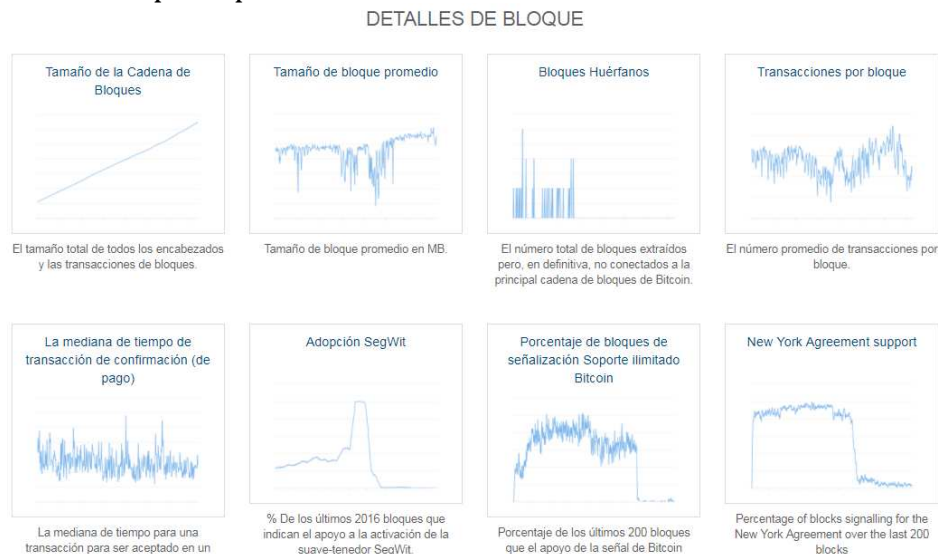 DETALLES DE BLOQUE
Tamaño de la Cadena de
Bloques
El tamaño total de todos los encabezados
y las transacciones de bloques.
Tamaño de bloque promedio
Tamaño de bloque promedio en MB.
Bloques Huérfanos
El número total de bloques extraídos
pero, en definitiva, no conectados a la
principal cadena de bloques de Bitcoin.
Transacciones por bloque
El número promedio de transacciones por
bloque.
La mediana de tiempo de
transacción de confirmación (de
pago)
La mediana de tiempo para una
transacción para ser aceptado en un
Adopción SegWit
% De los últimos 2016 bloques que
indican el apoyo a la activación de la
suave-tenedor SegWit.
Porcentaje de bloques de
señalización Soporte ilimitado
Bitcoin
Porcentaje de los últimos 200 bloques
que el apoyo de la señal de Bitcoin
New York Agreement support
Percentage of blocks signalling for the
New York Agreement over the last 200
blocks